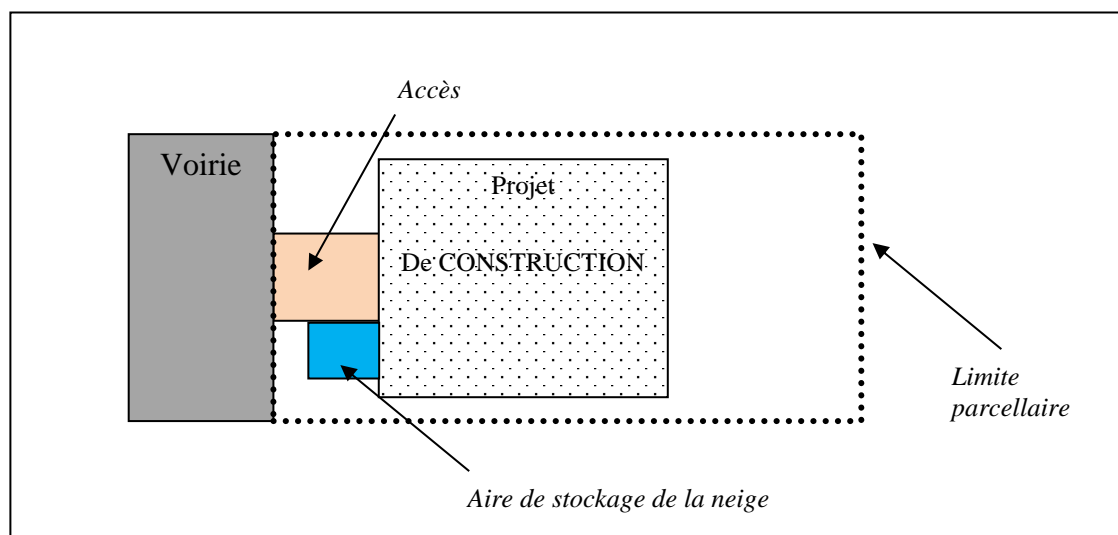 Accès
Voirie
Projet
De CONSTRUCTION
Limite
parcellaire
Aire de stockage de la neige